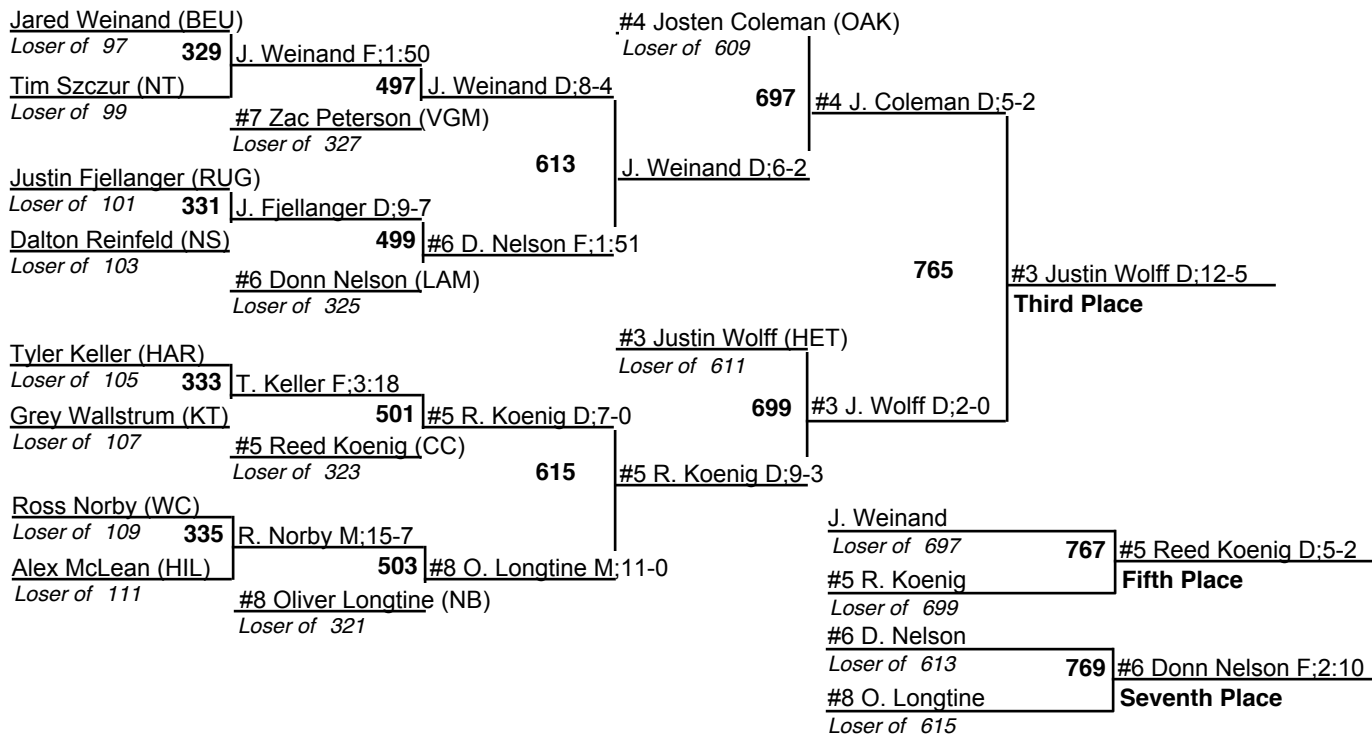 Jared Weinand (BEU)
Loser of 97
329
J. Weinand F;1:50
Tim Szczur (NT)
Loser of 99
497
J. Weinand D;8-4
#7 Zac Peterson (VGM)
Loser of 327
613
J. Weinand D;6-2
Justin Fjellanger (RUG)
Loser of 101
331
J. Fjellanger D;9-7
Dalton Reinfeld (NS)
Loser of 103
499
#6 D. Nelson F;1:51
#6 Donn Nelson (LAM)
Loser of 325
#4 Josten Coleman (OAK)
Loser of 609
697
#4 J. Coleman D;5-2
765
#3 Justin Wolff D;12-5
Third Place
Tyler Keller (HAR)
Loser of 105
333
T. Keller F;3:18
Grey Wallstrum (KT)
Loser of 107
501
#5 R. Koenig D;7-0
#5 Reed Koenig (CC)
Loser of 323
615
#5 R. Koenig D;9-3
Ross Norby (WC)
Loser of 109
335
R. Norby M;15-7
Alex McLean (HIL)
Loser of 111
503
#8 O. Longtine M;11-0
#8 Oliver Longtine (NB)
Loser of 321
#3 Justin Wolff (HET)
Loser of 611
699
#3 J. Wolff D;2-0
J. Weinand
Loser of 697
767
#5 Reed Koenig D;5-2
Fifth Place
#5 R. Koenig
Loser of 699
#6 D. Nelson
Loser of 613
769
#6 Donn Nelson F;2:10
Seventh Place
#8 O. Longtine
Loser of 615